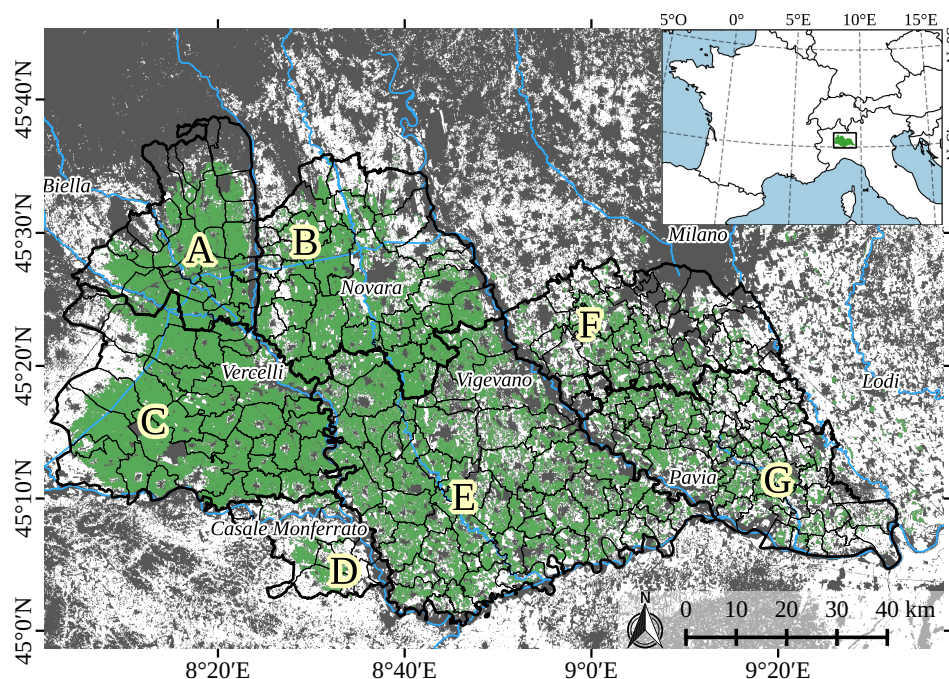 5°O 0° 5°E 10°E 15°E
45°40′N
Biella
45°30′N
Milano
A
B
Novara
F
45°20′N
Vercelli
Vigevano
Lodi
C
Pavia
G
45°10′N
E
Casale Monferrato
D
N
0 10 20 30 40 km
45°0′N
8°20′E 8°40′E 9°0′E 9°20′E